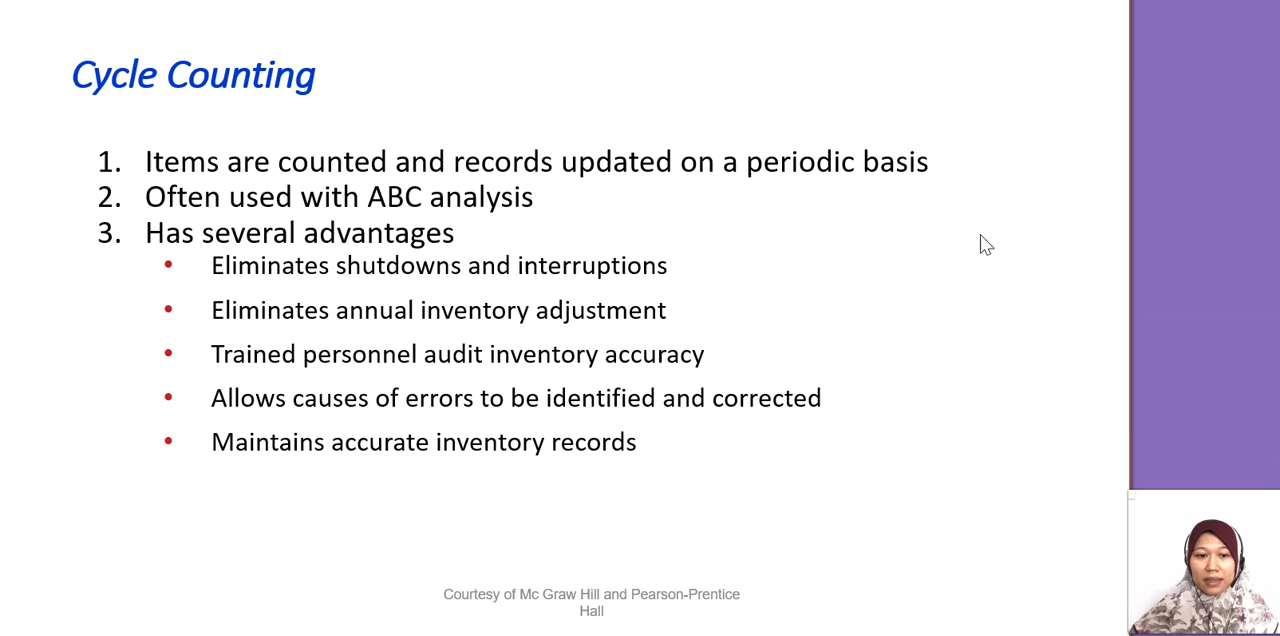 Cycle Counting
1. Items are counted and records updated on a periodic basis
2. Often used with ABC analysis
3. Has several advantages
• Eliminates shutdowns and interruptions
• Eliminates annual inventory adjustment
• Trained personnel audit inventory accuracy
• Allows causes of errors to be identified and corrected
• Maintains accurate inventory records
Courtesy of Mc Graw Hill and Pearson-Prentice
Hall